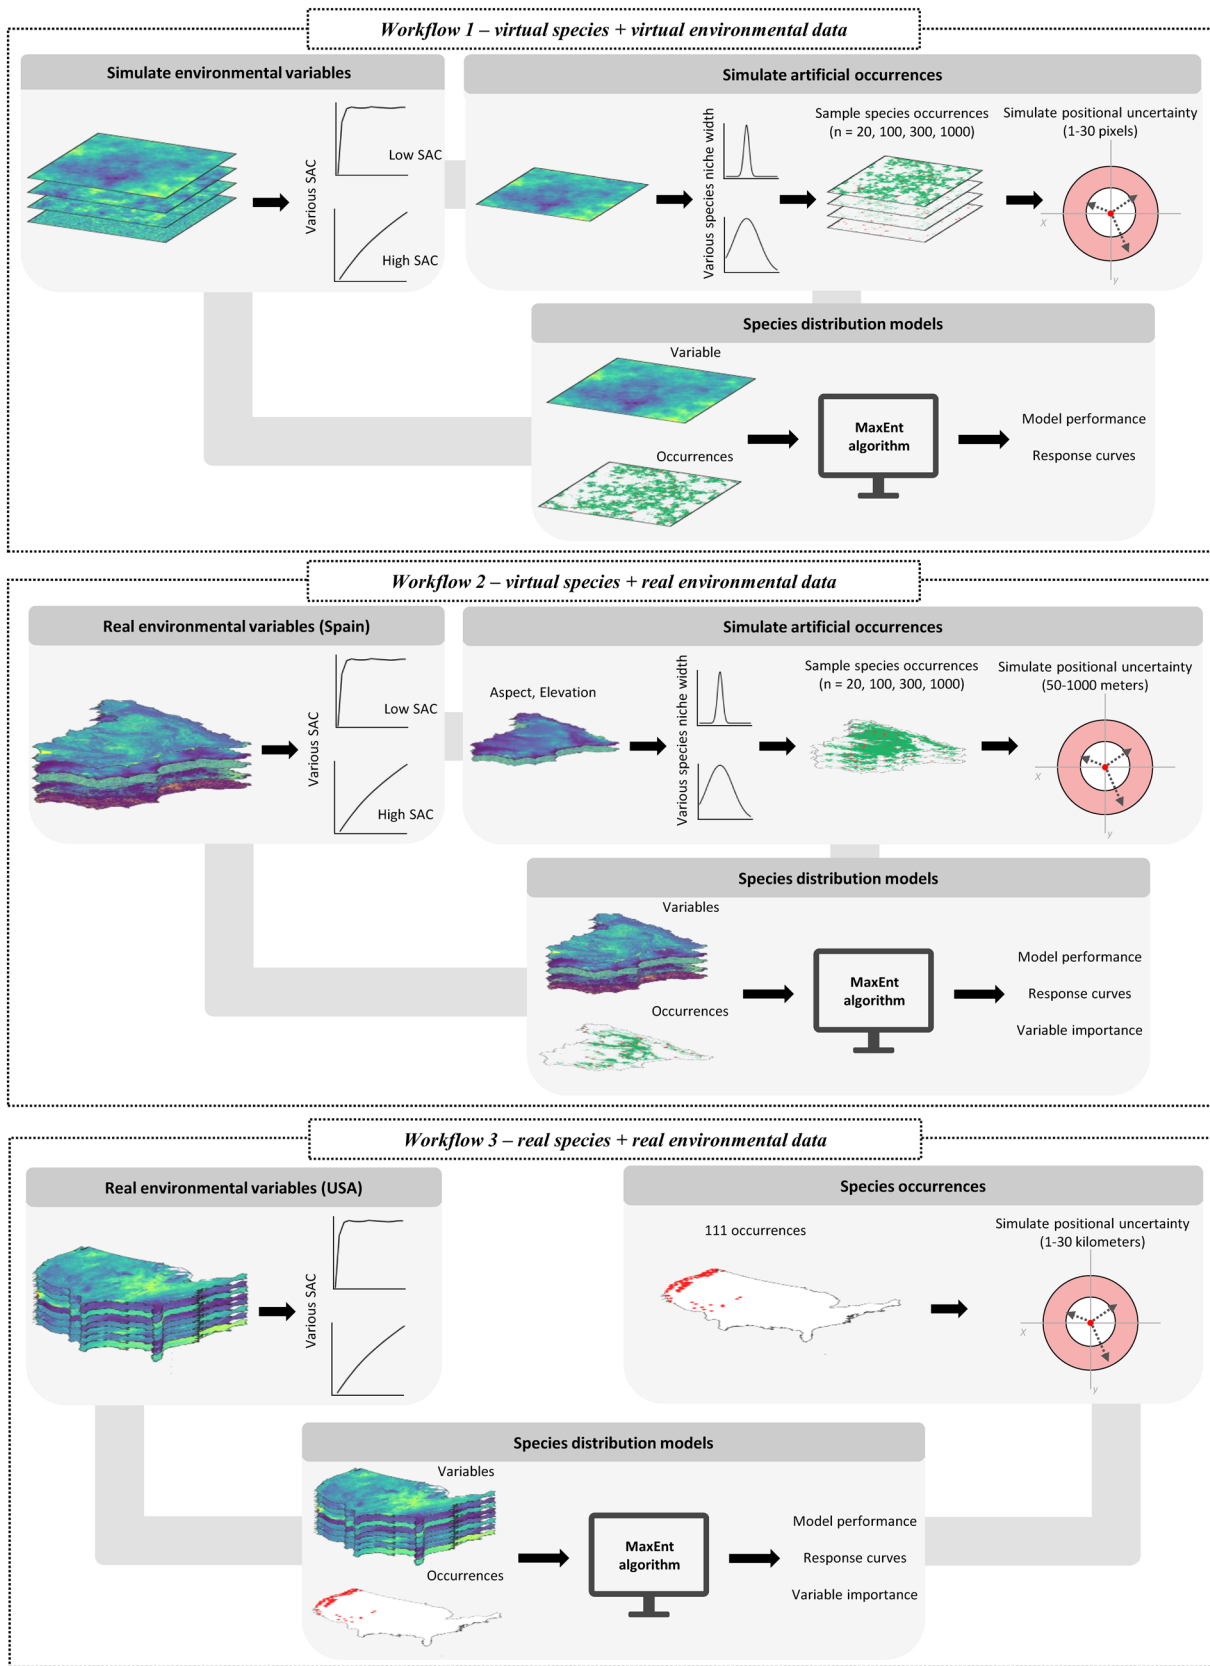 Workflow 1 – virtual species + virtual environmental data
Simulate environmental variables
Various SAC
Low SAC
High SAC
Simulate artificial occurrences
Various species niche width
Sample species occurrences
(n = 20, 100, 300, 1000)
Simulate positional uncertainty
(1-30 pixels)
X
y
Species distribution models
Variable
Occurrences
MaxEnt
algorithm
Model performance
Response curves
Workflow 2 – virtual species + real environmental data
Real environmental variables (Spain)
Various SAC
Low SAC
High SAC
Simulate artificial occurrences
Aspect, Elevation
Various species niche width
Sample species occurrences
(n = 20, 100, 300, 1000)
Simulate positional uncertainty
(50-1000 meters)
X
y
Species distribution models
Variables
Occurrences
MaxEnt
algorithm
Model performance
Response curves
Variable importance
Workflow 3 – real species + real environmental data
Real environmental variables (USA)
Various SAC
Species occurrences
111 occurrences
Simulate positional uncertainty
(1-30 kilometers)
X
y
Species distribution models
Variables
Occurrences
MaxEnt
algorithm
Model performance
Response curves
Variable importance